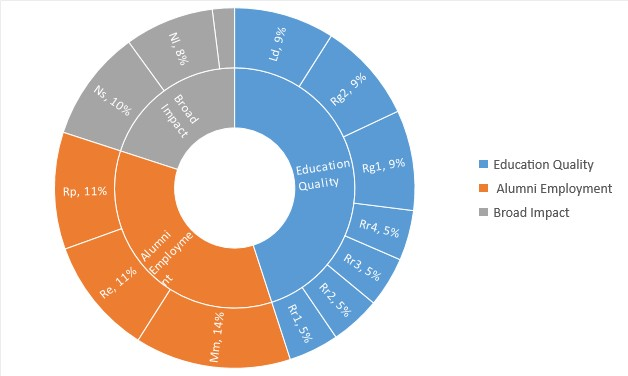 Ld, 9%
Rg2, 9%
Rg1, 9%
Rr4, 5%
Rr3, 5%
Rr2, 5%
Rr1, 5%
Mm, 14%
Re, 11%
Rp, 11%
Ns, 10%
NI, 8%
Education
Quality
Alumni
Employme
nt
Broad
Impact
Education Quality
Alumni Employment
Broad Impact